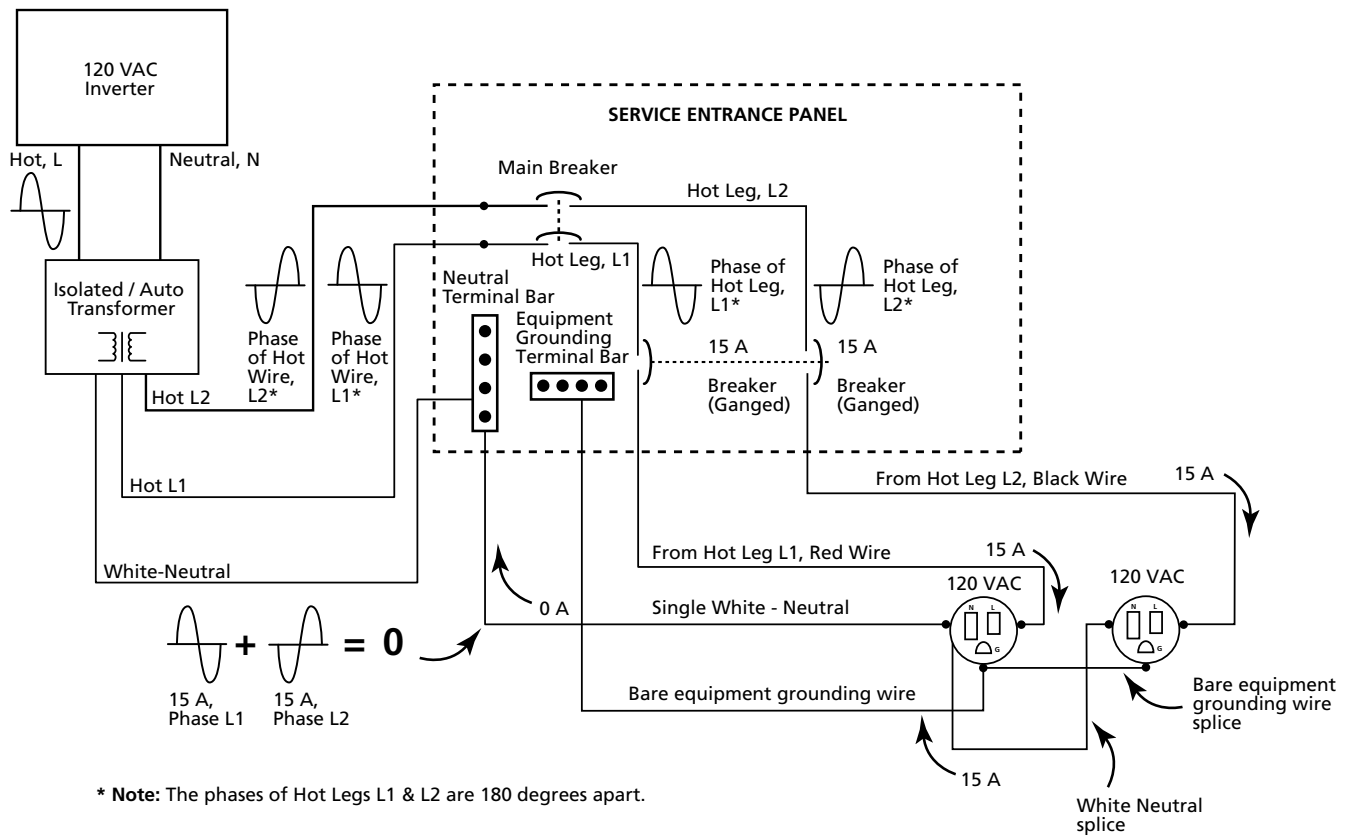 120 VAC
Inverter
Hot, L
Neutral, N
Isolated / Auto
Transformer
Hot L2
Hot L1
White-Neutral
Phase
of Hot
Wire,
L2*
Phase
of Hot
Wire,
L1*
SERVICE ENTRANCE PANEL
Main Breaker
Hot Leg, L2
Hot Leg, L1
Neutral
Terminal Bar
Equipment
Grounding
Terminal Bar
Phase of
Hot Leg,
L1*
Phase of
Hot Leg,
L2*
15 A
15 A
Breaker
(Ganged)
Breaker
(Ganged)
From Hot Leg L2, Black Wire
15 A
From Hot Leg L1, Red Wire
15 A
120 VAC
120 VAC
0 A
Single White - Neutral
N L
G
N L
G
+ = 0
15 A,
Phase L1
15 A,
Phase L2
Bare equipment grounding wire
15 A
Bare equipment
grounding wire
splice
White Neutral
splice
* Note: The phases of Hot Legs L1 & L2 are 180 degrees apart.